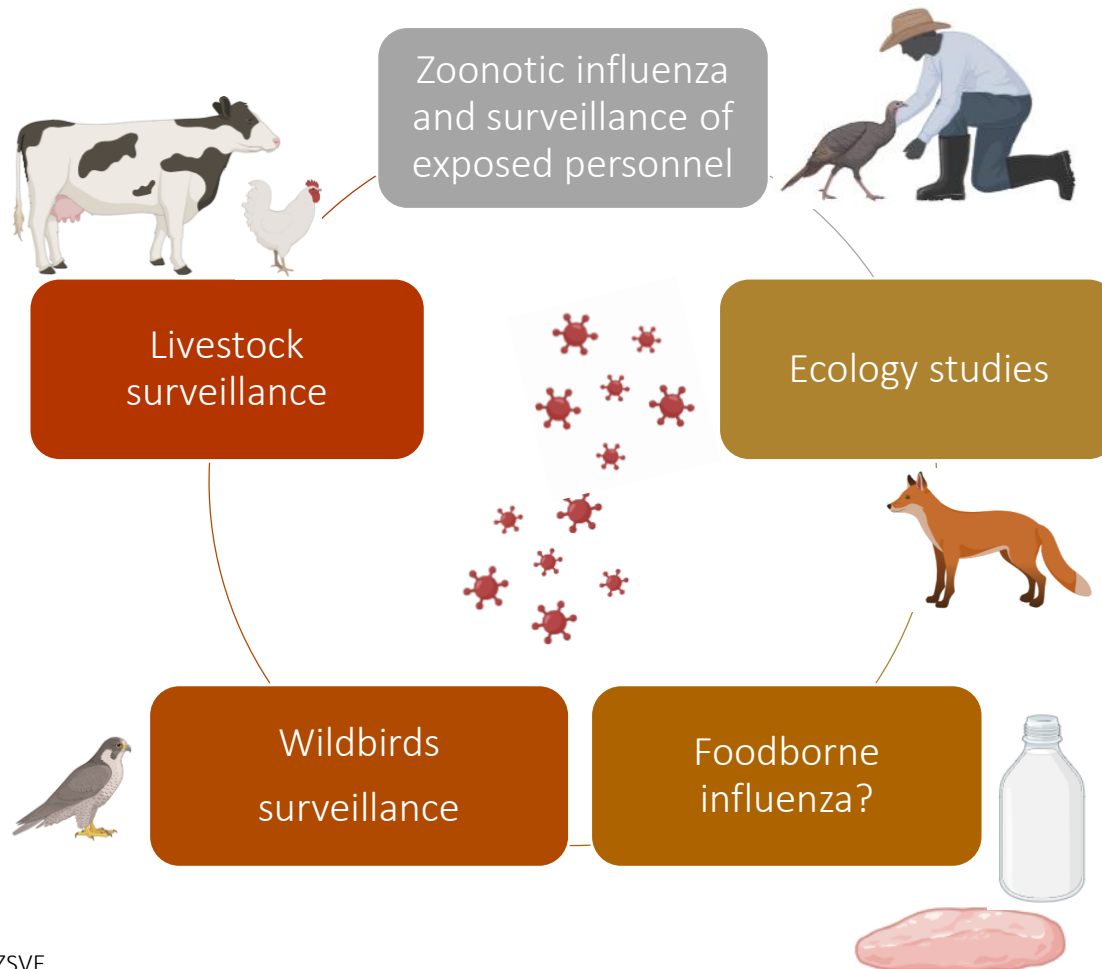 Zoonotic influenza
and surveillance of
exposed personnel
Livestock
surveillance
Ecology studies
Wildbirds
surveillance
Foodborne
influenza?